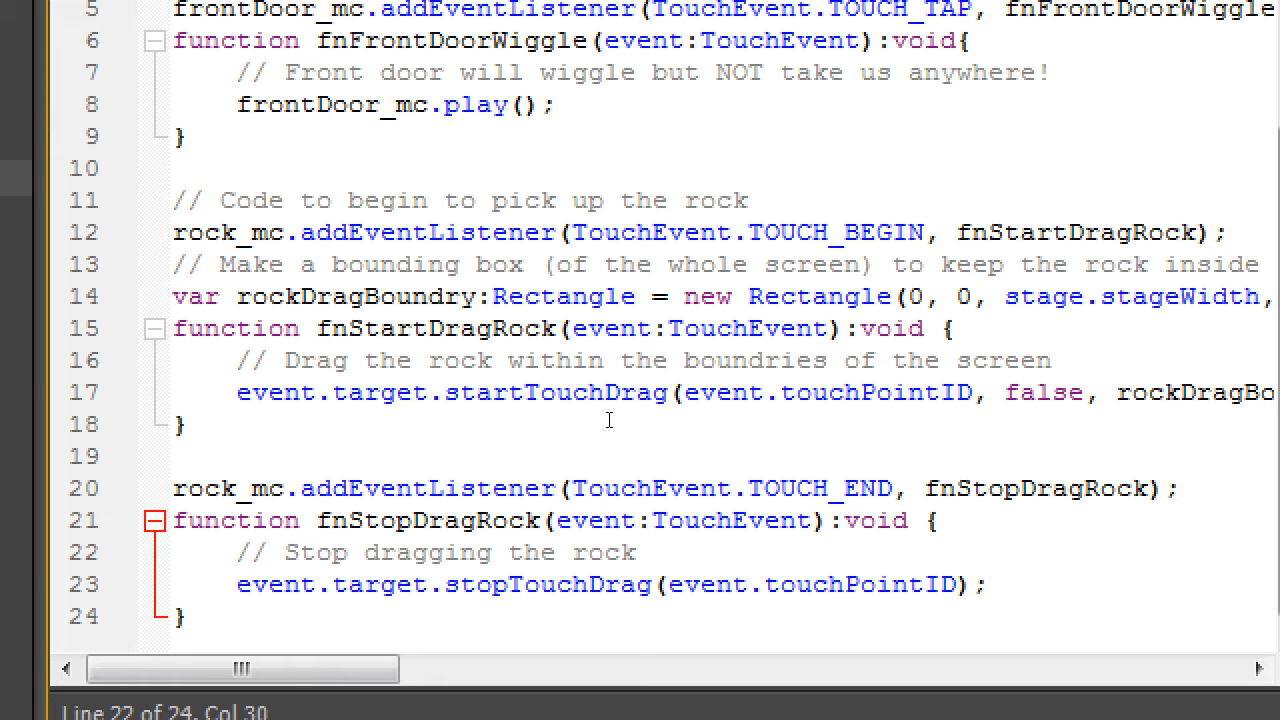 5 frontDoor_mc.addEventListener(TouchEvent.TOUCH_TAP, fnFrontDoorWiggle
6 function fnFrontDoorWiggle(event:TouchEvent):void{
7 // Front door will wiggle but NOT take us anywhere!
8 frontDoor_mc.play();
9 }
10
11 // Code to begin to pick up the rock
12 rock_mc.addEventListener(TouchEvent.TOUCH_BEGIN, fnStartDragRock);
13 // Make a bounding box (of the whole screen) to keep the rock inside
14 var rockDragBoundry:Rectangle = new Rectangle(0, 0, stage.stageWidth,
15 function fnStartDragRock(event:TouchEvent):void {
16 // Drag the rock within the boundries of the screen
17 event.target.startTouchDrag(event.touchPointID, false, rockDragBo
18 }
19
20 rock_mc.addEventListener(TouchEvent.TOUCH_END, fnStopDragRock);
21 function fnStopDragRock(event:TouchEvent):void {
22 // Stop dragging the rock
23 event.target.stopTouchDrag(event.touchPointID);
24 }
Line 22 of 24, Col 30